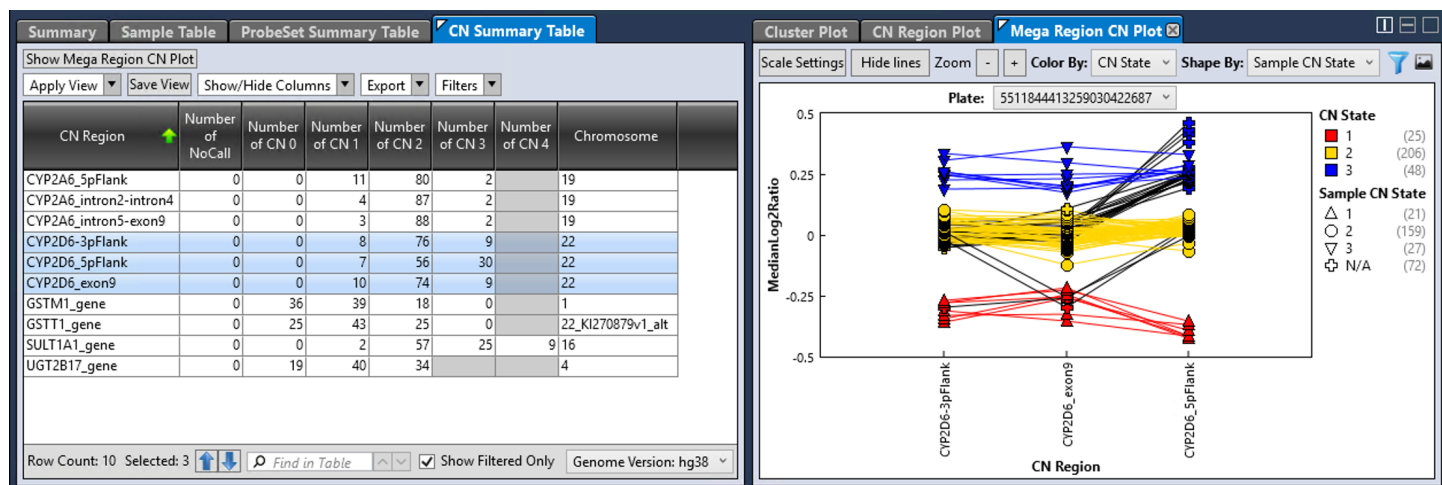 Summary Sample Table ProbeSet Summary Table CN Summary Table
Show Mega Region CN Plot
Apply View Save View Show/Hide Columns Export Filters
CN Region Number of NoCall Number of CN 0 Number of CN 1 Number of CN 2 Number of CN 3 Number of CN 4 Chromosome
CYP2A6_5pFlank 0 0 11 80 2 19
CYP2A6_intron2-intron4 0 0 4 87 2 19
CYP2A6_intron5-exon9 0 0 3 88 2 19
CYP2D6-3pFlank 0 0 8 76 9 22
CYP2D6_5pFlank 0 0 7 56 30 22
CYP2D6_exon9 0 0 10 74 9 22
GSTM1_gene 0 36 39 18 0 1
GSTT1_gene 0 25 43 25 0 22_KI270879v1_alt
SULT1A1_gene 0 0 2 57 25 9 16
UGT2B17_gene 0 19 40 34 4
Row Count: 10 Selected: 3 Find in Table Show Filtered Only Genome Version: hg38
Cluster Plot CN Region Plot Mega Region CN Plot
Scale Settings Hide lines Zoom - + Color By: CN State Shape By: Sample CN State
Plate: 5511844413259030422687
MedianLog2Ratio
0.5
0.25
0
-0.25
-0.5
CYP2D6-3pFlank
CYP2D6_exon9
CYP2D6_5pFlank
CN Region
CN State
1 (25)
2 (206)
3 (48)
Sample CN State
1 (21)
2 (159)
3 (27)
N/A (72)